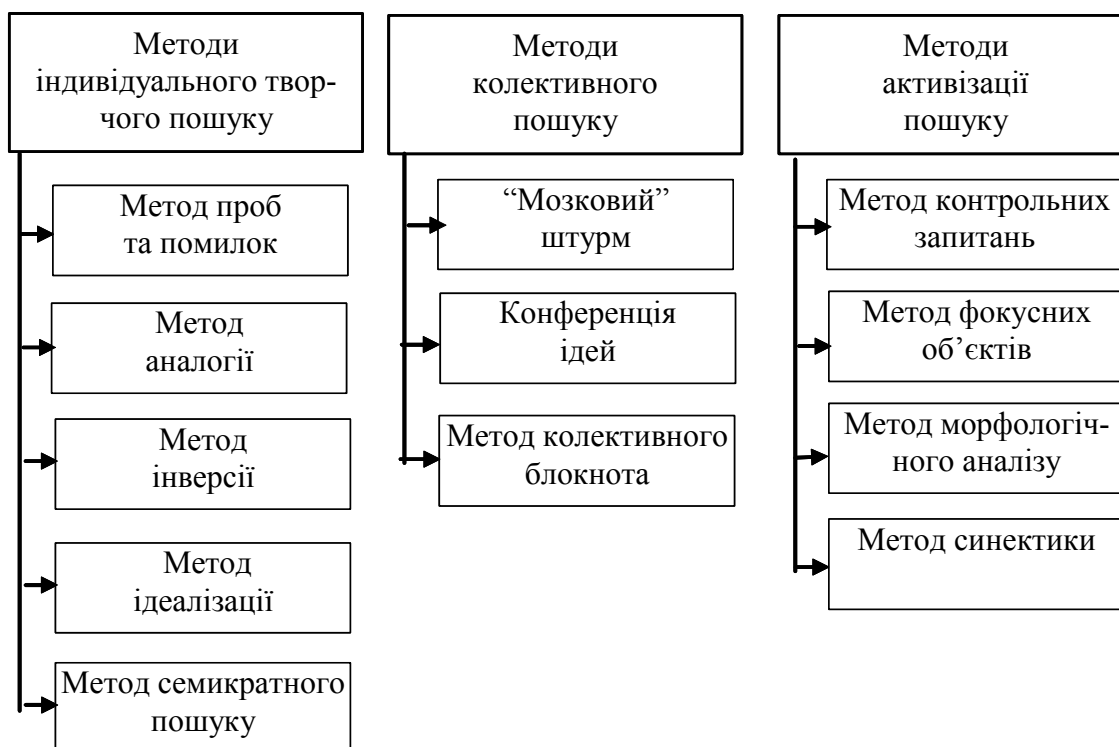 Методи
індивідуального твор-
чого пошуку
Метод проб
та помилок
Метод
аналогії
Метод
інверсії
Метод
ідеалізації
Метод семикратного
пошуку
Методи
колективного
пошуку
“Мозковий”
штурм
Конференція
ідей
Метод колективного
блокнота
Методи
активізації
пошуку
Метод контрольних
запитань
Метод фокусних
об’єктів
Метод морфологіч-
ного аналізу
Метод синектики